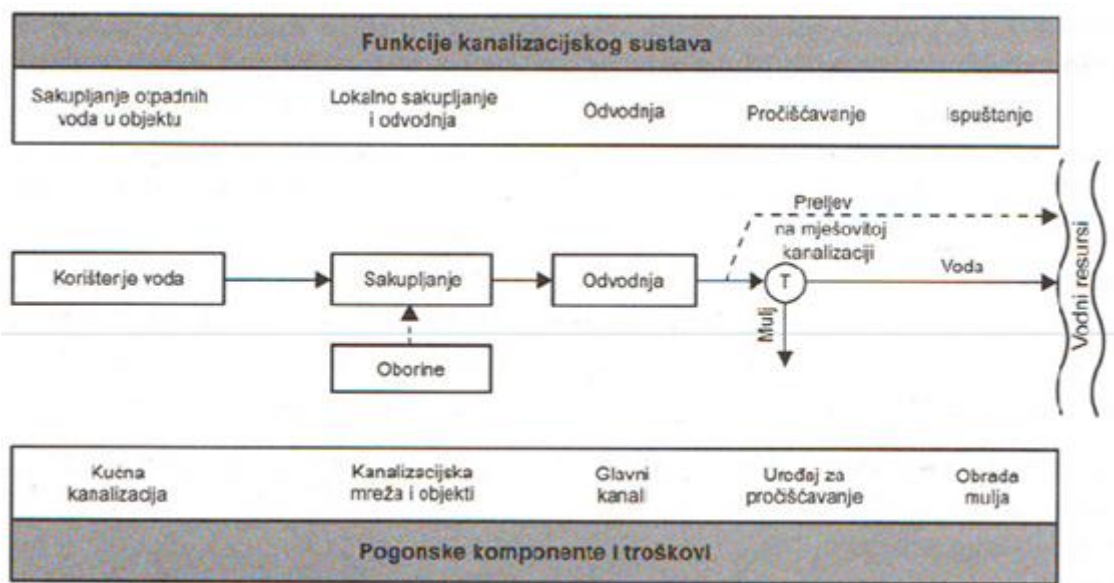 Funkcije kanalizacijskog sustava
Sakupljanje otpadnih
voda u objektu
Lokalno sakupljanje
i odvodnja
Odvodnja
Pročišćavanje
Ispuštanje
Preljev
na mješovitoj
kanalizaciji
Korištenje voda
Sakupljanje
Odvodnja
T
Voda
Mulj
Vodni resursi
Oborine
Kućna
kanalizacija
Kanalizacijska
mreža i objekti
Glavni
kanali
Uređaj za
pročišćavanje
Obrada
mulja
Pogonske komponente i troškovi